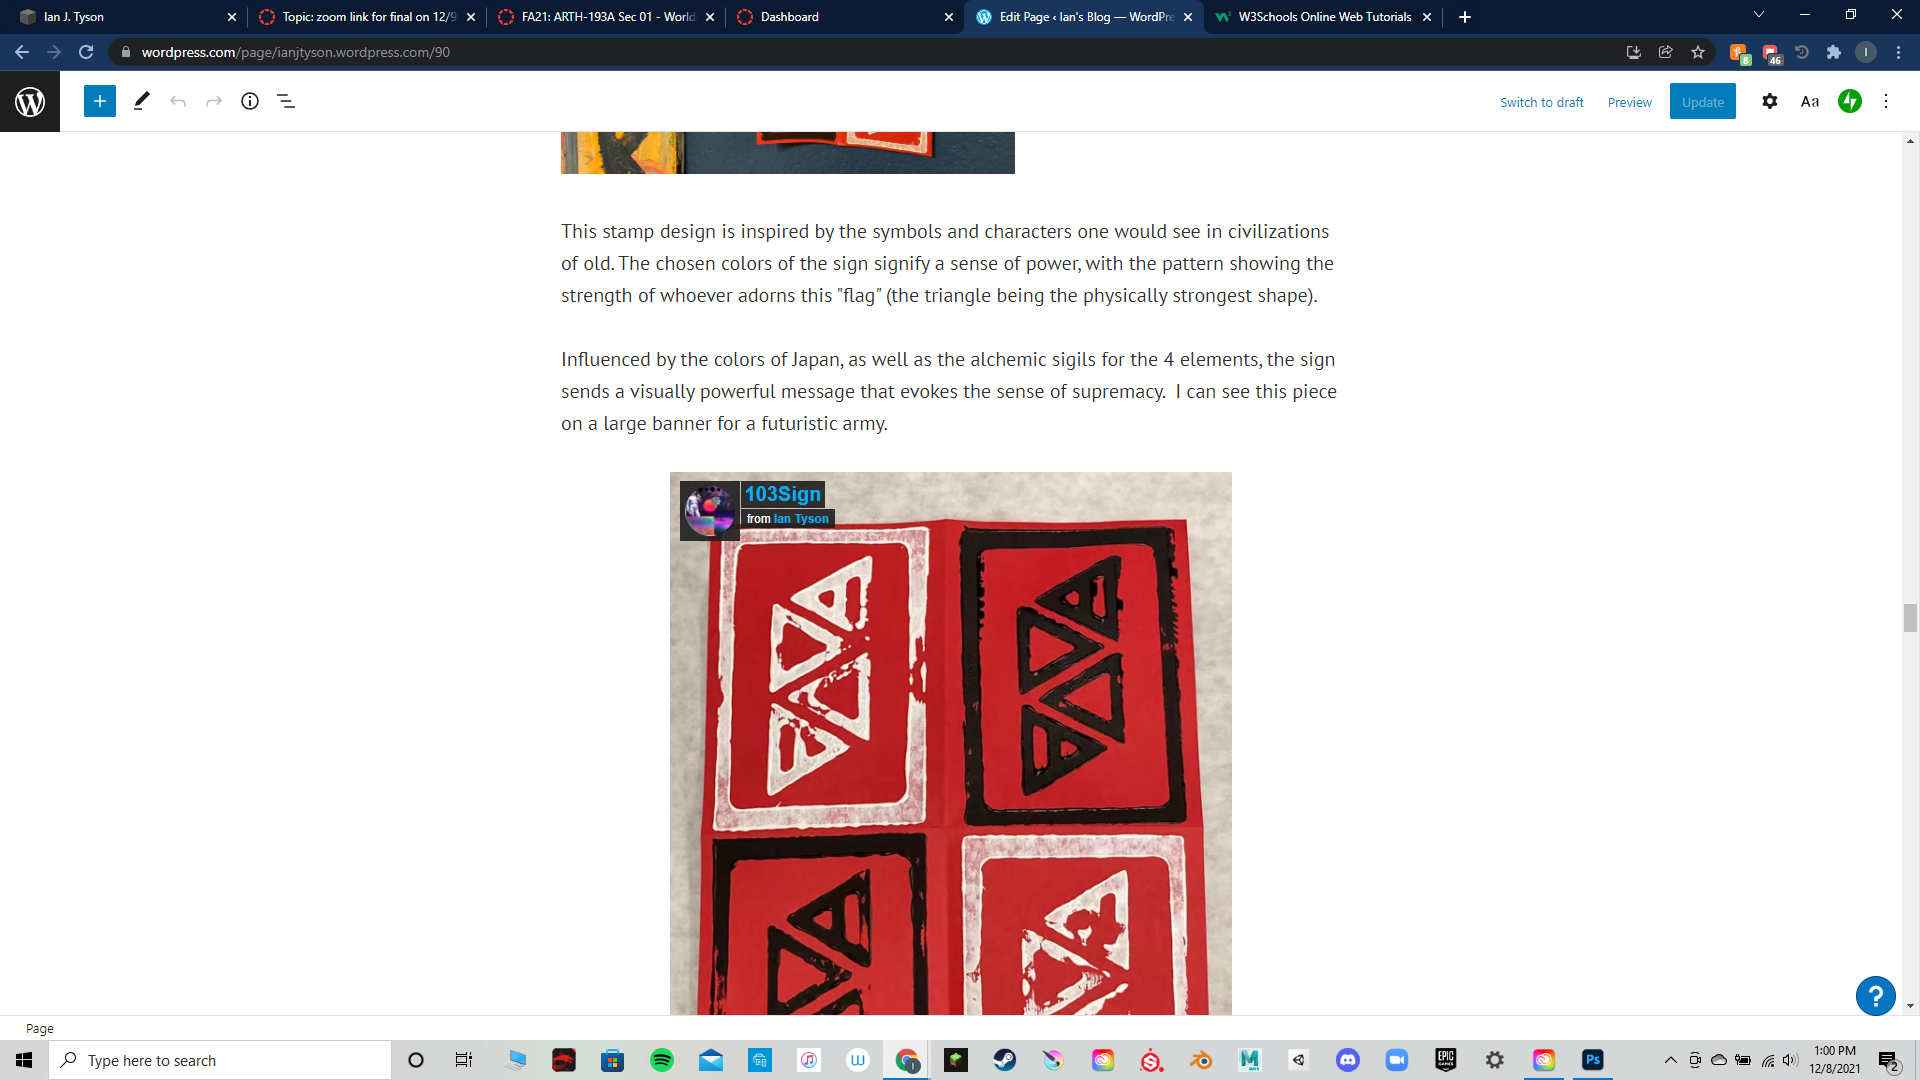 Ian J. Tyson
Topic: zoom link for final on 12/9
FA21: ARTH-193A Sec 01 - World
Dashboard
Edit Page ‹ Ian's Blog — WordPre
W3Schools Online Web Tutorials
wordpress.com/page/ianjtyson.wordpress.com/90
8
46
I
Switch to draft
Preview
Update
Aa
This stamp design is inspired by the symbols and characters one would see in civilizations
of old. The chosen colors of the sign signify a sense of power, with the pattern showing the
strength of whoever adorns this "flag" (the triangle being the physically strongest shape).
Influenced by the colors of Japan, as well as the alchemic sigils for the 4 elements, the sign
sends a visually powerful message that evokes the sense of supremacy. I can see this piece
on a large banner for a futuristic army.
103Sign
from Ian Tyson
?
Page
Type here to search
W
EPIC
GAMES
Ps
1:00 PM
12/8/2021
2